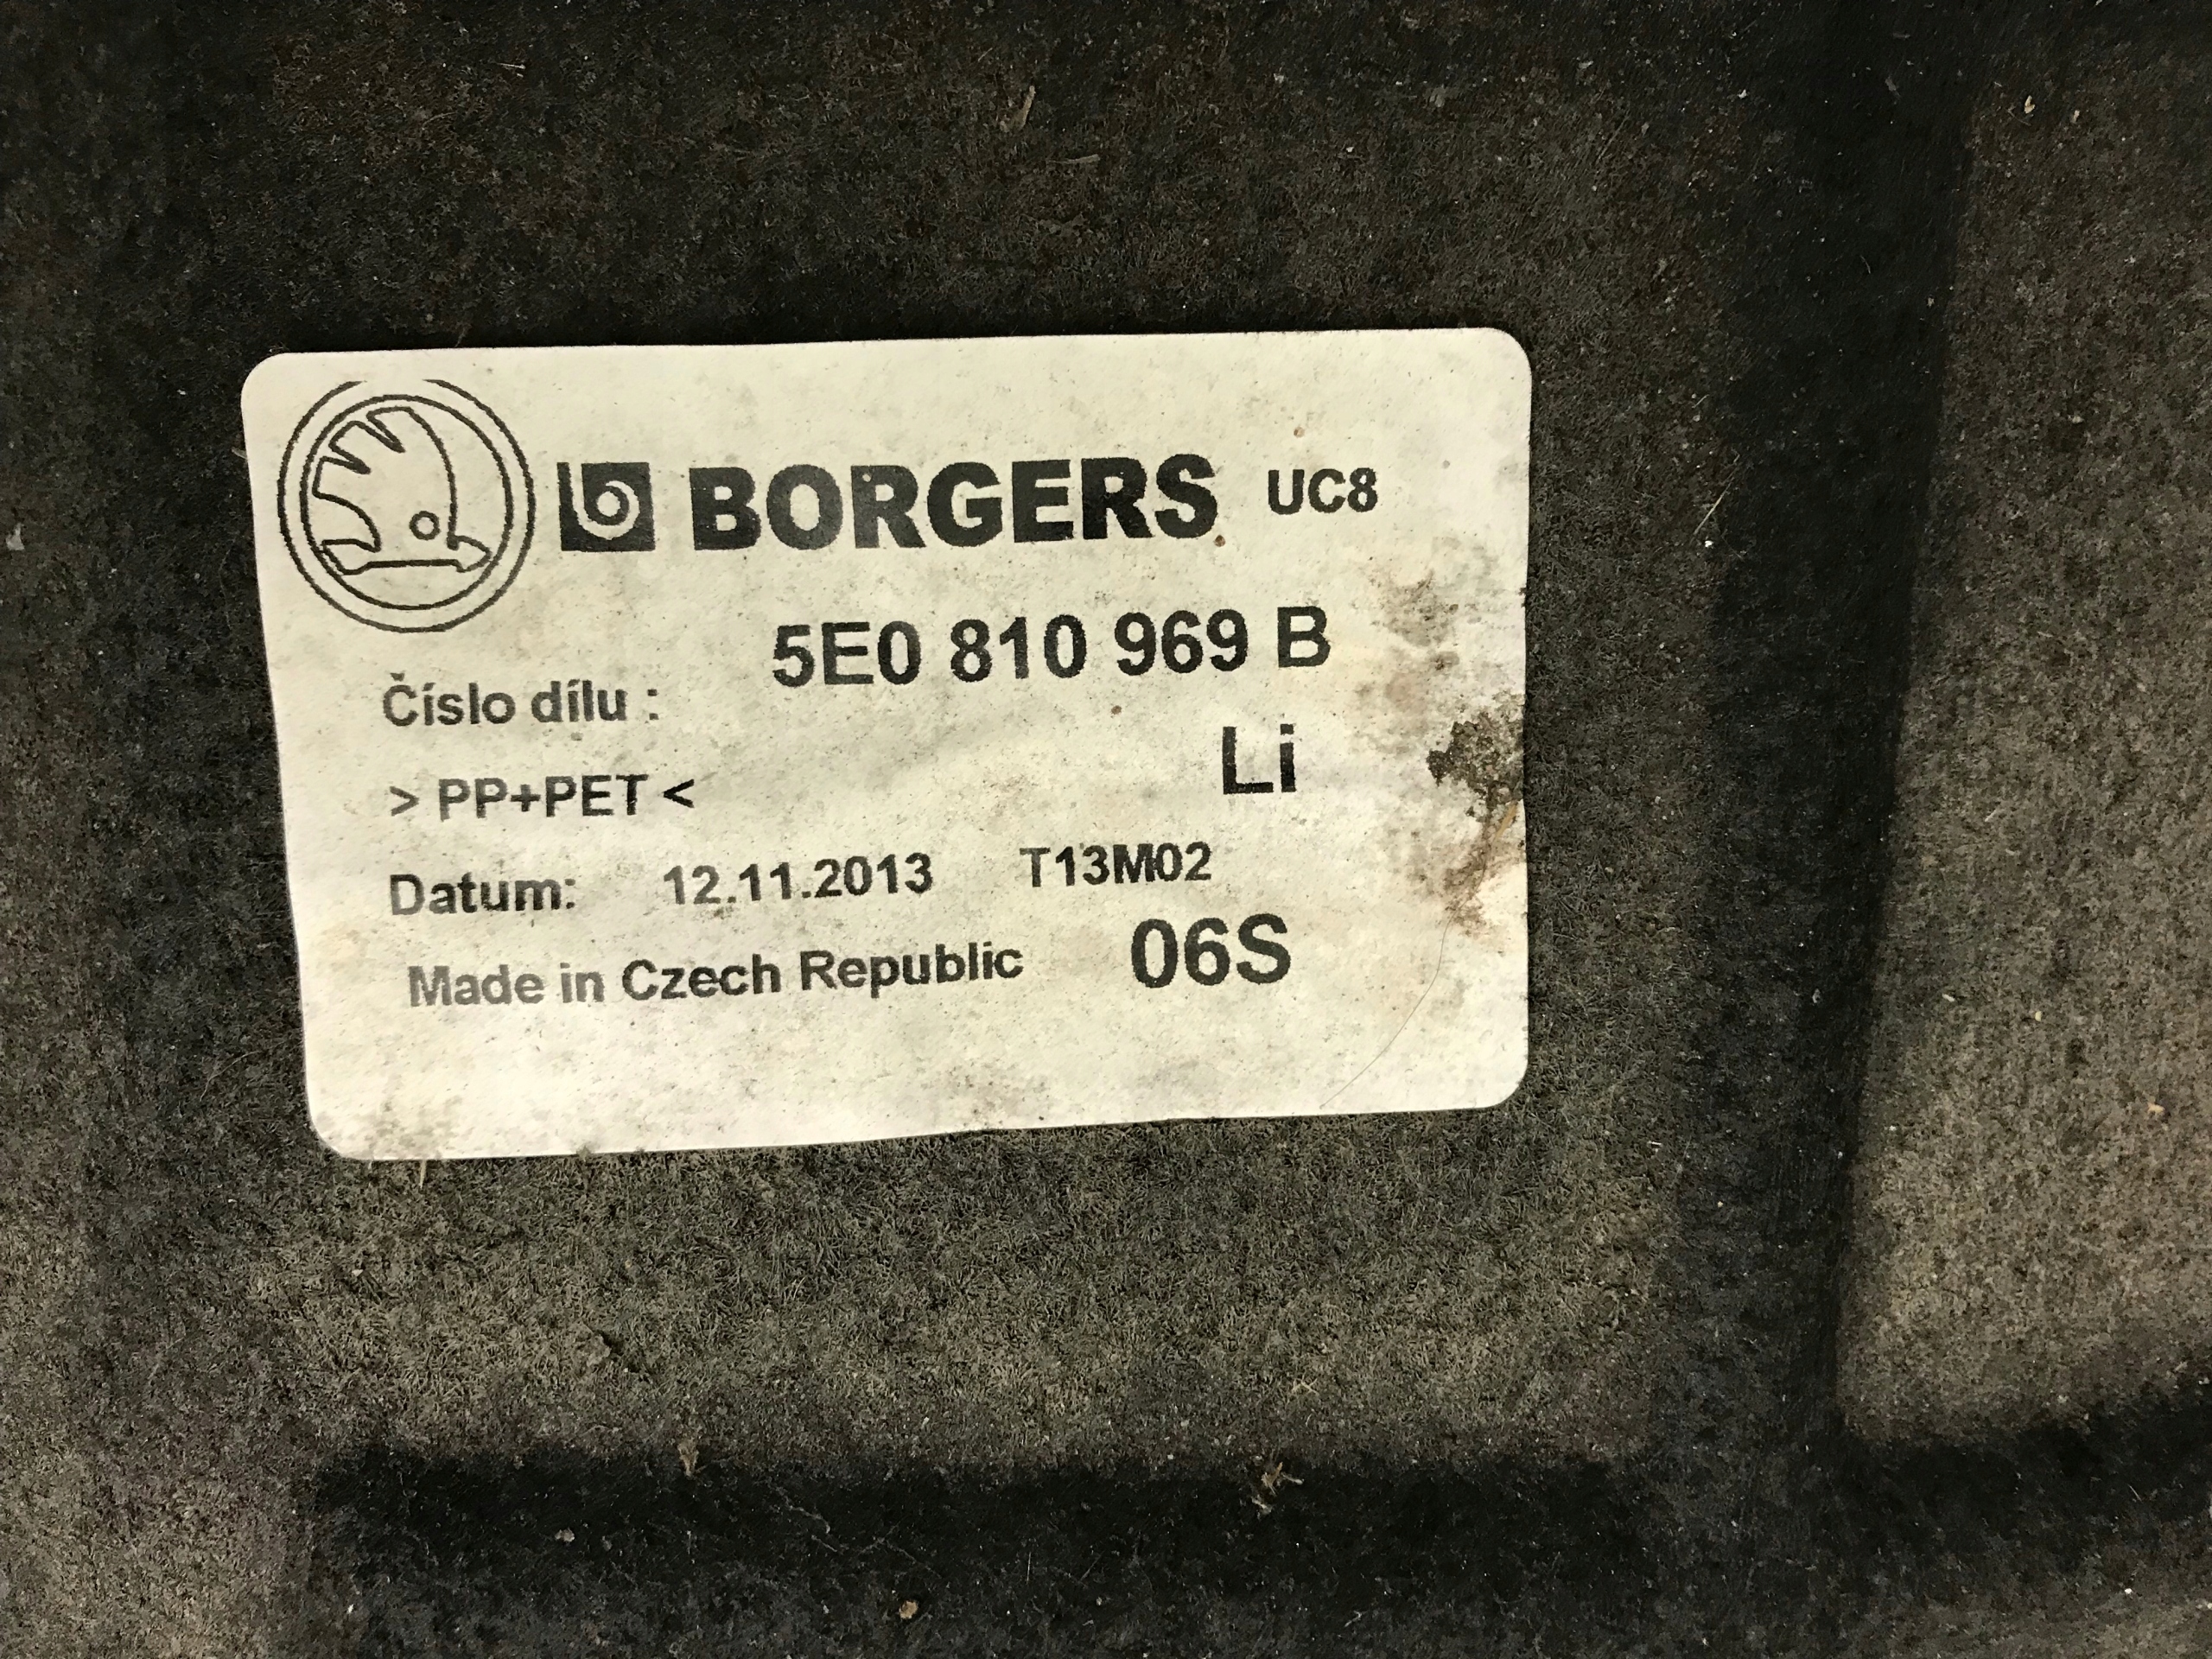 BORGERS UC8
5E0 810 969 B
Číslo dílu :
Li
> PP+PET <
Datum: 12.11.2013 T13M02
Made in Czech Republic 06S